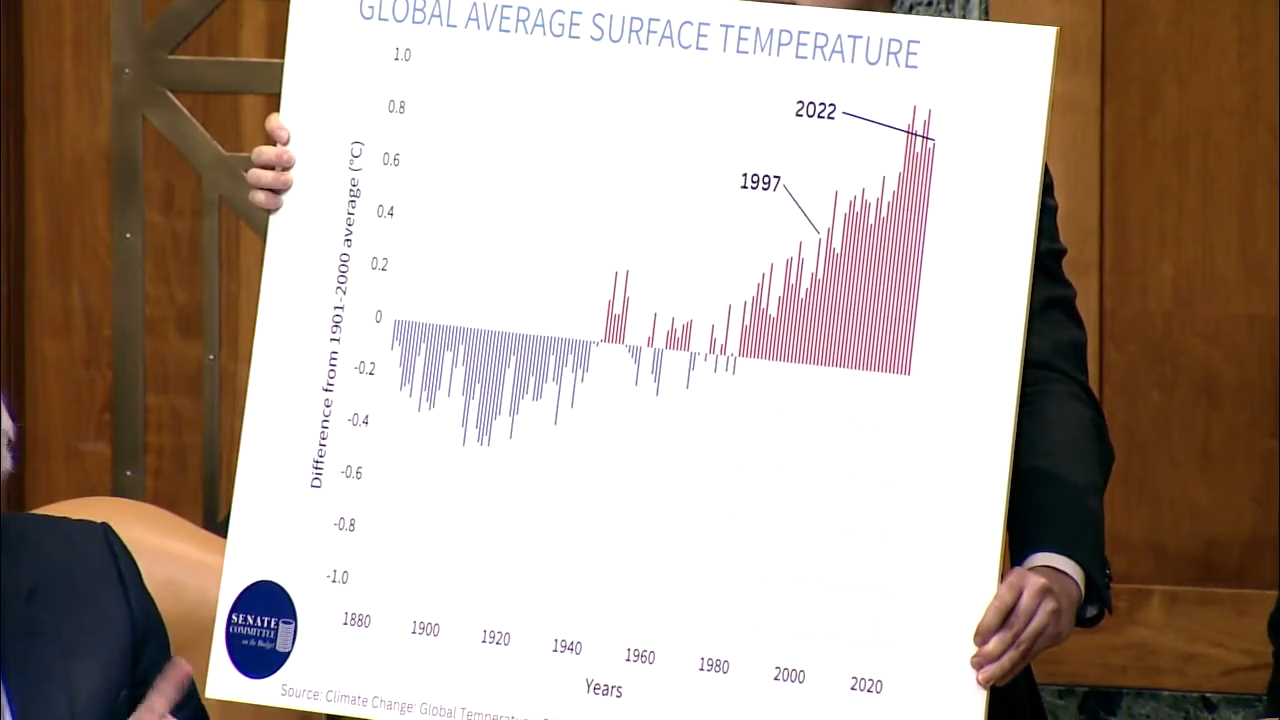 GLOBAL AVERAGE SURFACE TEMPERATURE
1.0
0.8
0.6
0.4
0.2
0
-0.2
-0.4
-0.6
-0.8
-1.0
Difference from 1901-2000 average (°C)
2022
1997
1880 1900 1920 1940 1960 1980 2000 2020
Years
SENATE
COMMITTEE
on the Budget
Source: Climate Change: Global Temperature